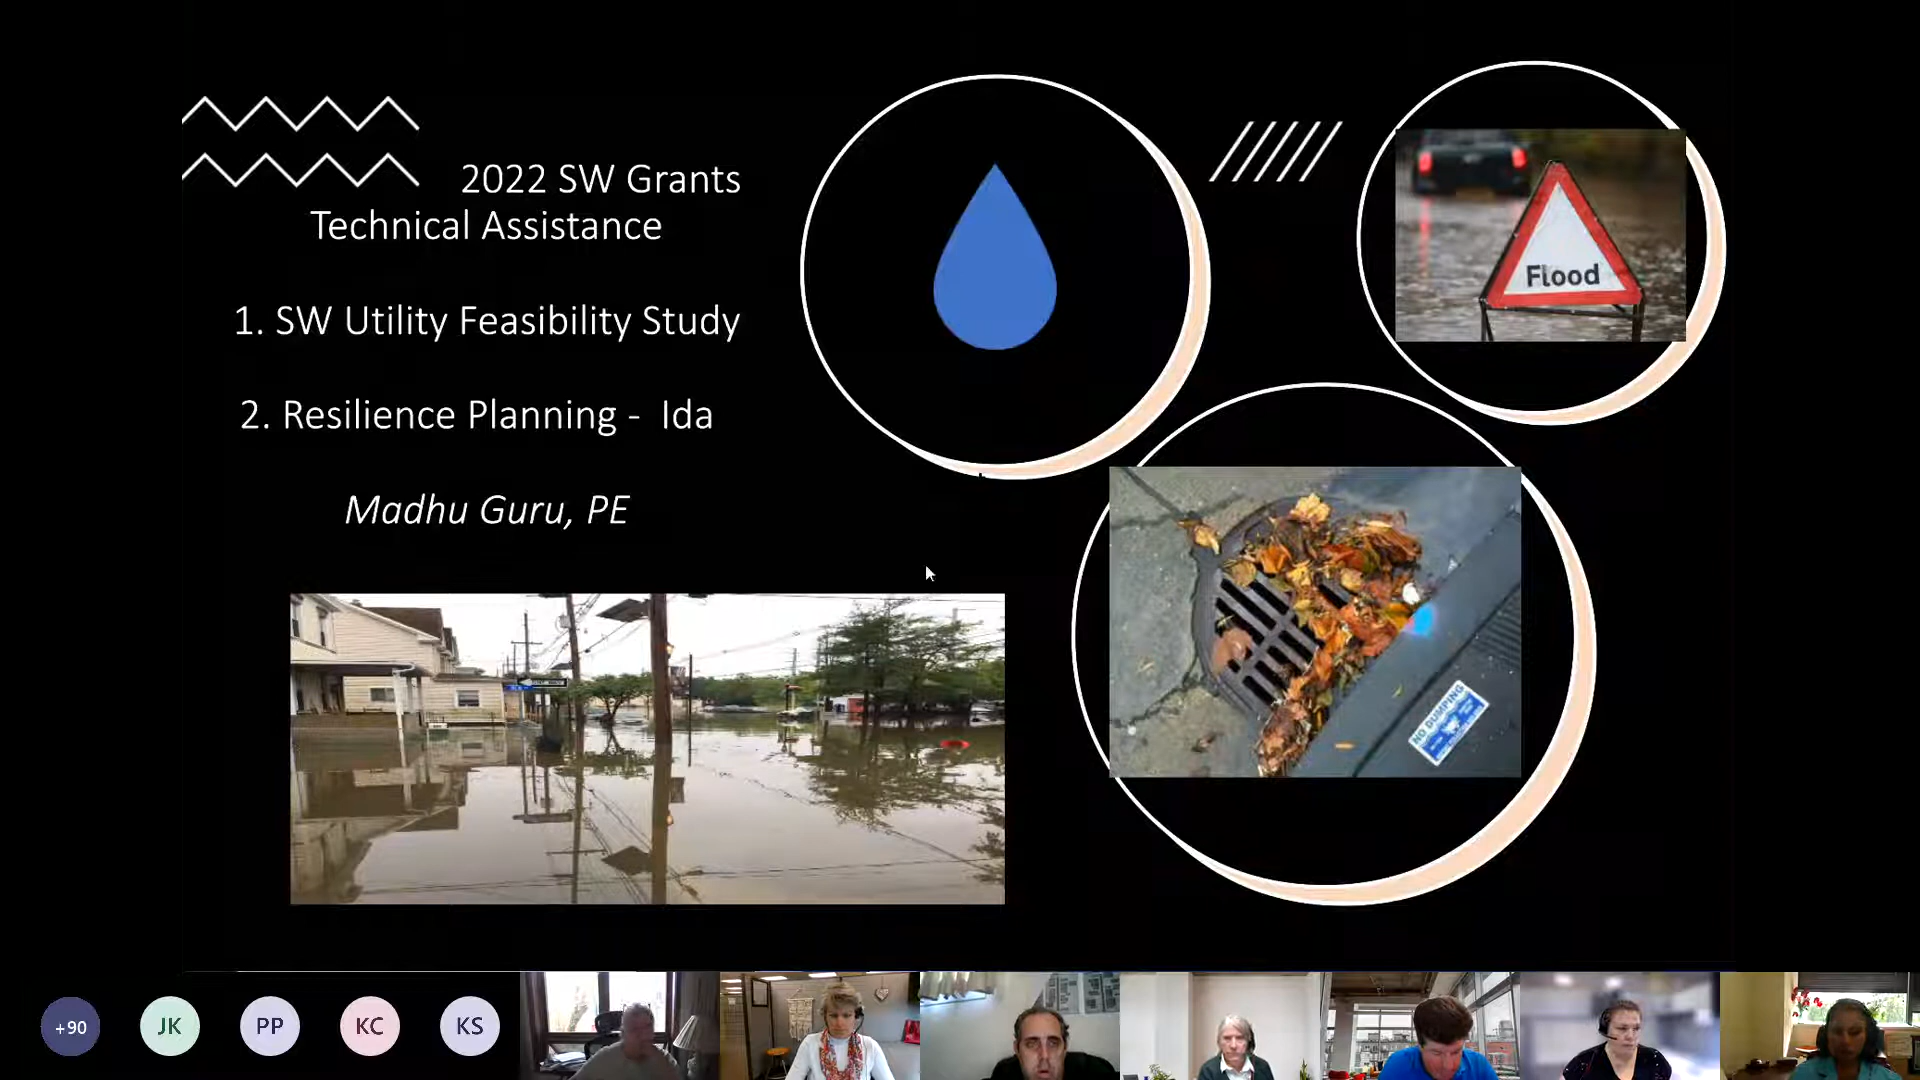 2022 SW Grants
Technical Assistance
1. SW Utility Feasibility Study
2. Resilience Planning - Ida
Madhu Guru, PE
Flood
NO DUMPING
+90
JK
PP
KC
KS